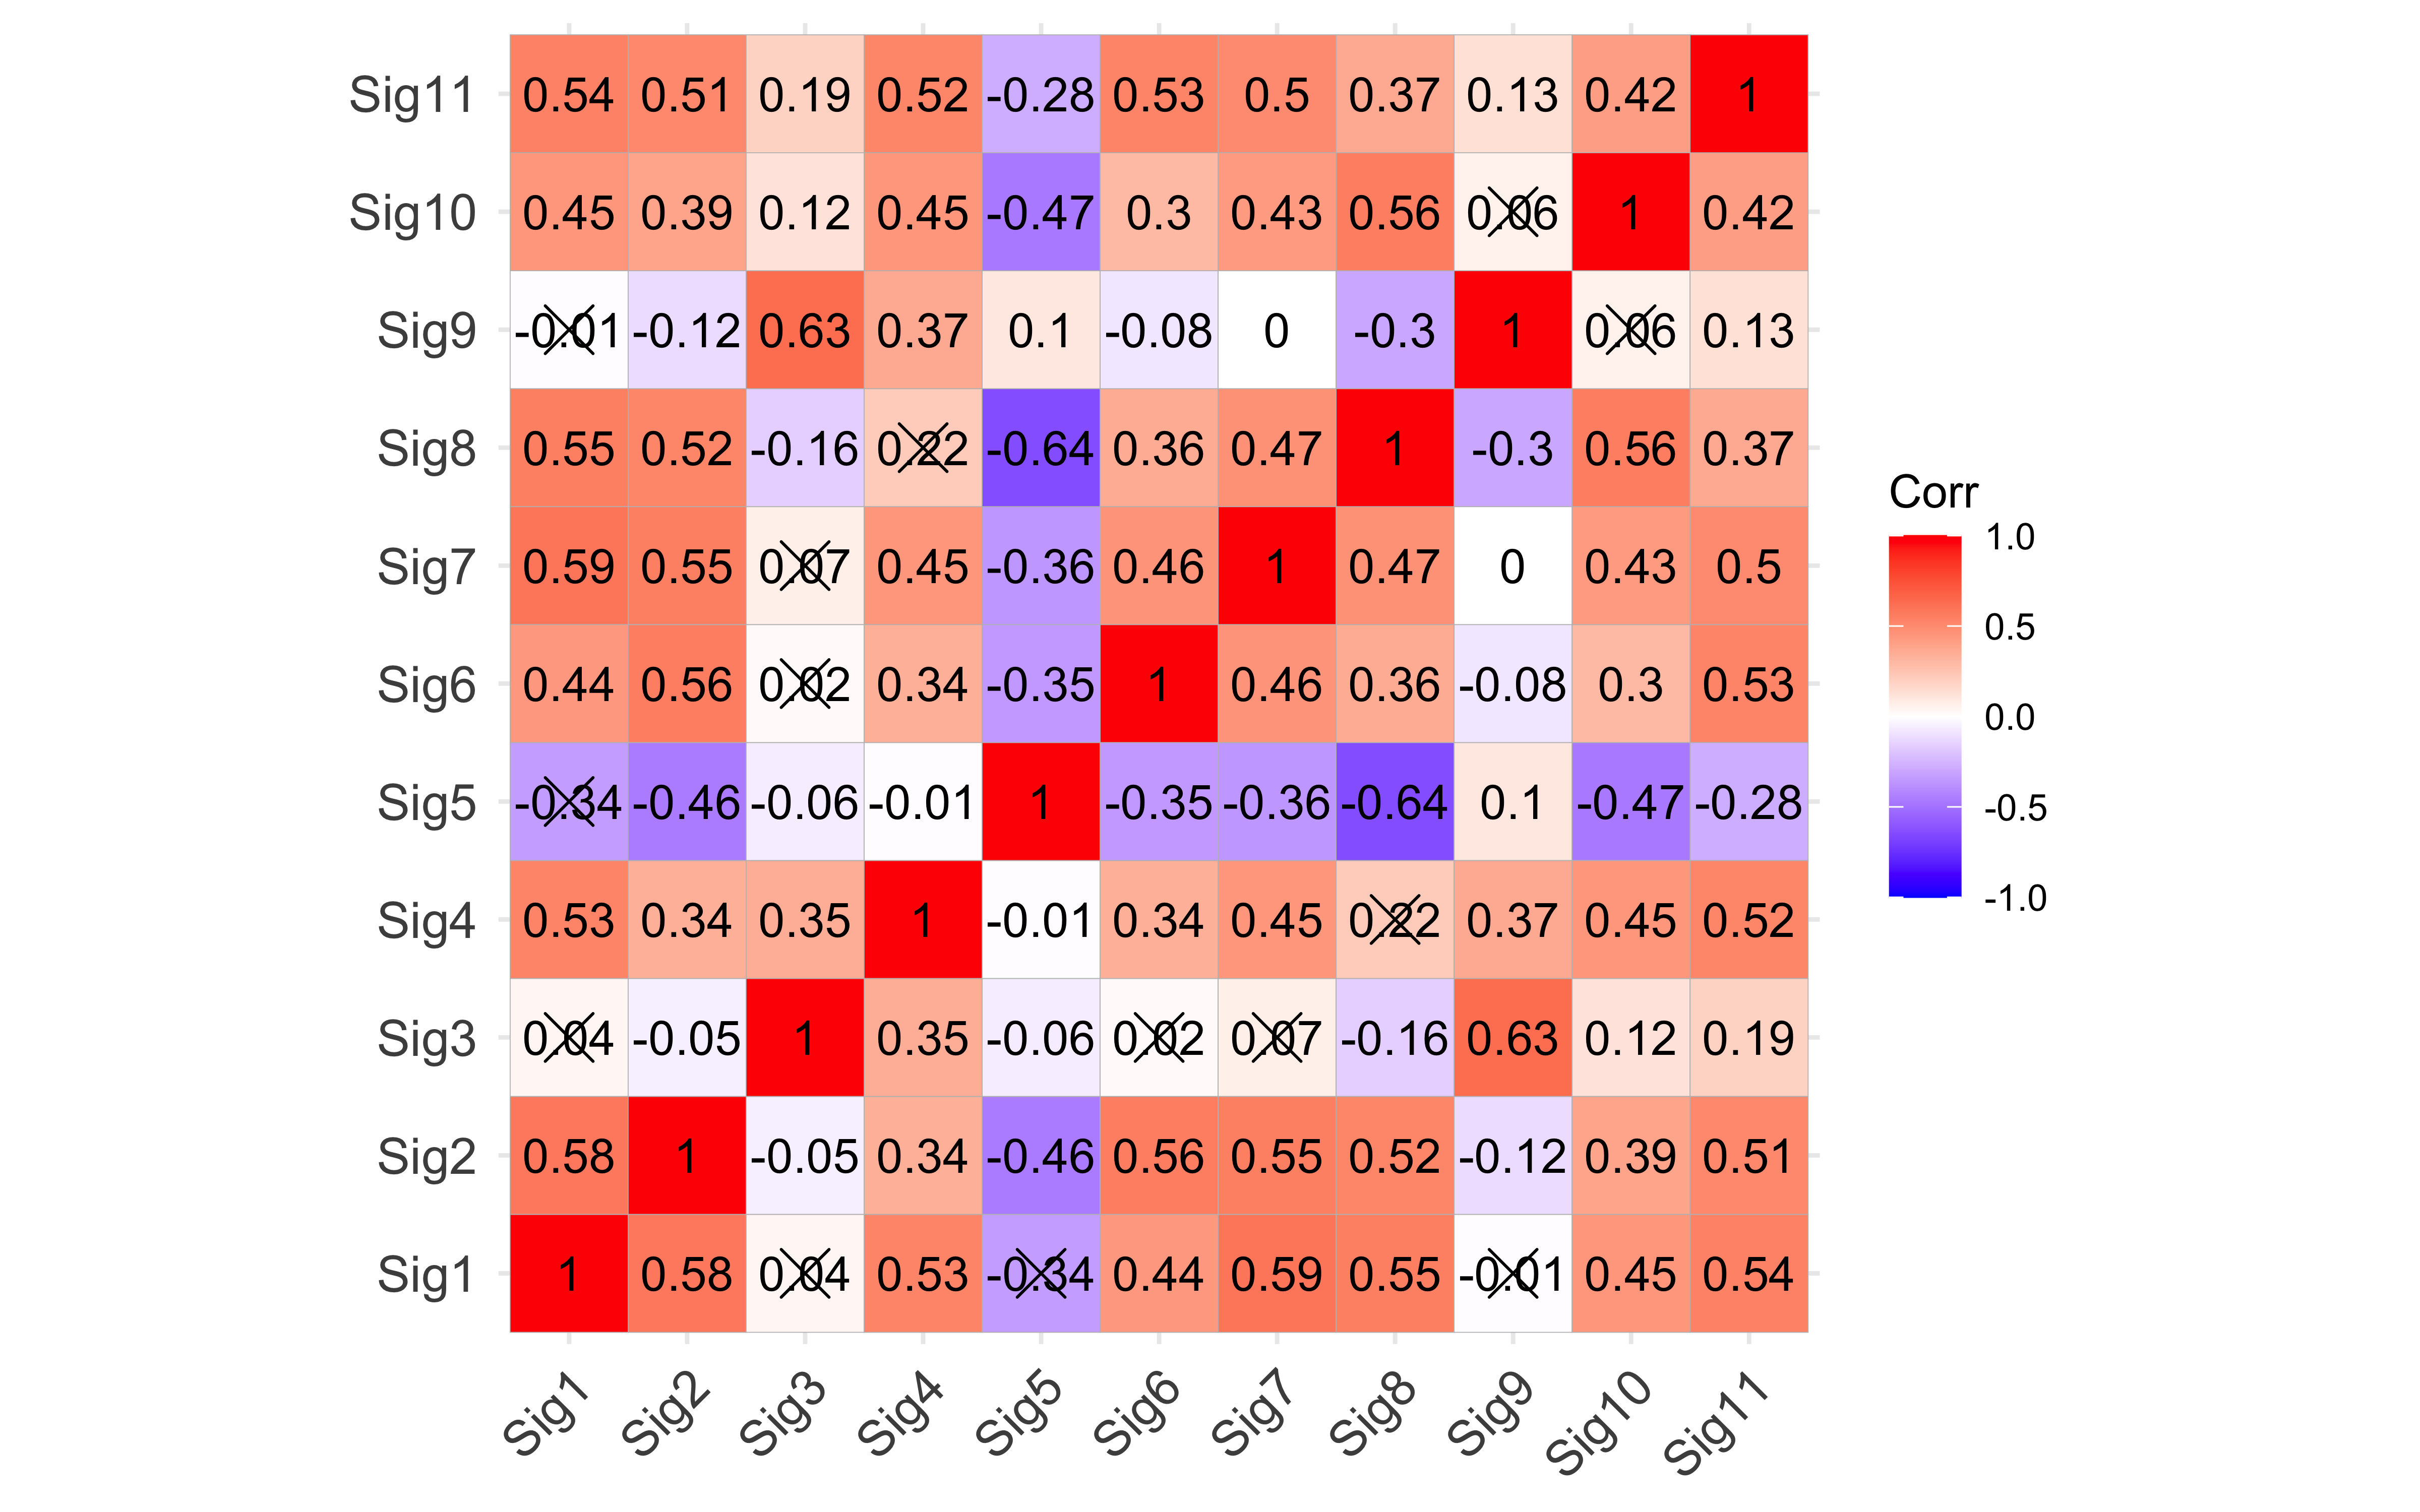 Sig11 0.54 0.51 0.19 0.52 -0.28 0.53 0.5 0.37 0.13 0.42 1
Sig10 0.45 0.39 0.12 0.45 -0.47 0.3 0.43 0.56 0.06 1 0.42
Sig9 -0.01 -0.12 0.63 0.37 0.1 -0.08 0 -0.3 1 0.06 0.13
Sig8 0.55 0.52 -0.16 0.22 -0.64 0.36 0.47 1 -0.3 0.56 0.37
Sig7 0.59 0.55 0.07 0.45 -0.36 0.46 1 0.47 0 0.43 0.5
Sig6 0.44 0.56 0.02 0.34 -0.35 1 0.46 0.36 -0.08 0.3 0.53
Sig5 -0.34 -0.46 -0.06 -0.01 1 -0.35 -0.36 -0.64 0.1 -0.47 -0.28
Sig4 0.53 0.34 0.35 1 -0.01 0.34 0.45 0.22 0.37 0.45 0.52
Sig3 0.04 -0.05 1 0.35 -0.06 0.02 0.07 -0.16 0.63 0.12 0.19
Sig2 0.58 1 -0.05 0.34 -0.46 0.56 0.55 0.52 -0.12 0.39 0.51
Sig1 1 0.58 0.04 0.53 -0.34 0.44 0.59 0.55 -0.01 0.45 0.54
Sig1 Sig2 Sig3 Sig4 Sig5 Sig6 Sig7 Sig8 Sig9 Sig10 Sig11
Corr
1.0
0.5
0.0
-0.5
-1.0